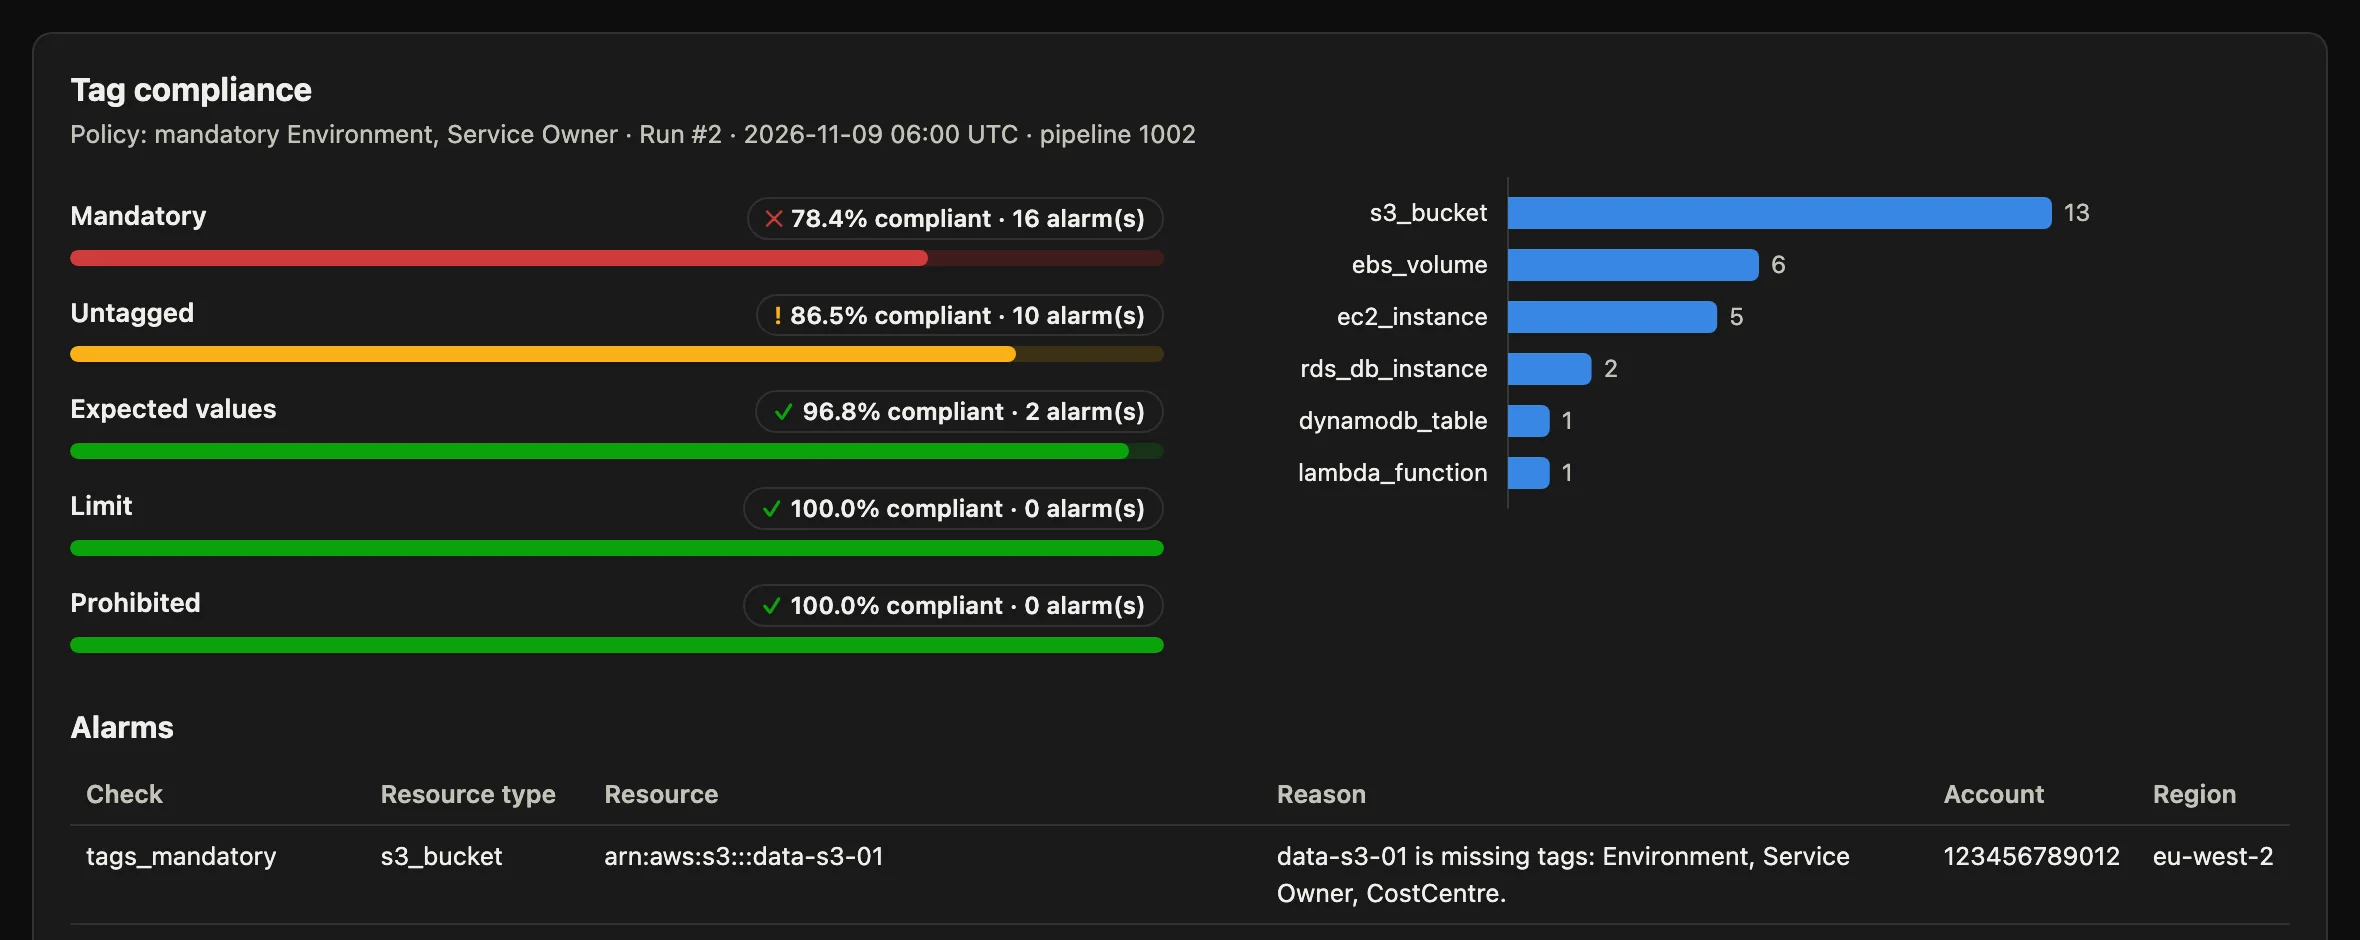 Tag compliance
Policy: mandatory Environment, Service Owner · Run #2 · 2026-11-09 06:00 UTC · pipeline 1002
Mandatory
✕ 78.4% compliant · 16 alarm(s)
Untagged
! 86.5% compliant · 10 alarm(s)
Expected values
✓ 96.8% compliant · 2 alarm(s)
Limit
✓ 100.0% compliant · 0 alarm(s)
Prohibited
✓ 100.0% compliant · 0 alarm(s)
s3_bucket 13
ebs_volume 6
ec2_instance 5
rds_db_instance 2
dynamodb_table 1
lambda_function 1
Alarms
Check Resource type Resource Reason Account Region
tags_mandatory s3_bucket arn:aws:s3:::data-s3-01 data-s3-01 is missing tags: Environment, Service 123456789012 eu-west-2
Owner, CostCentre.